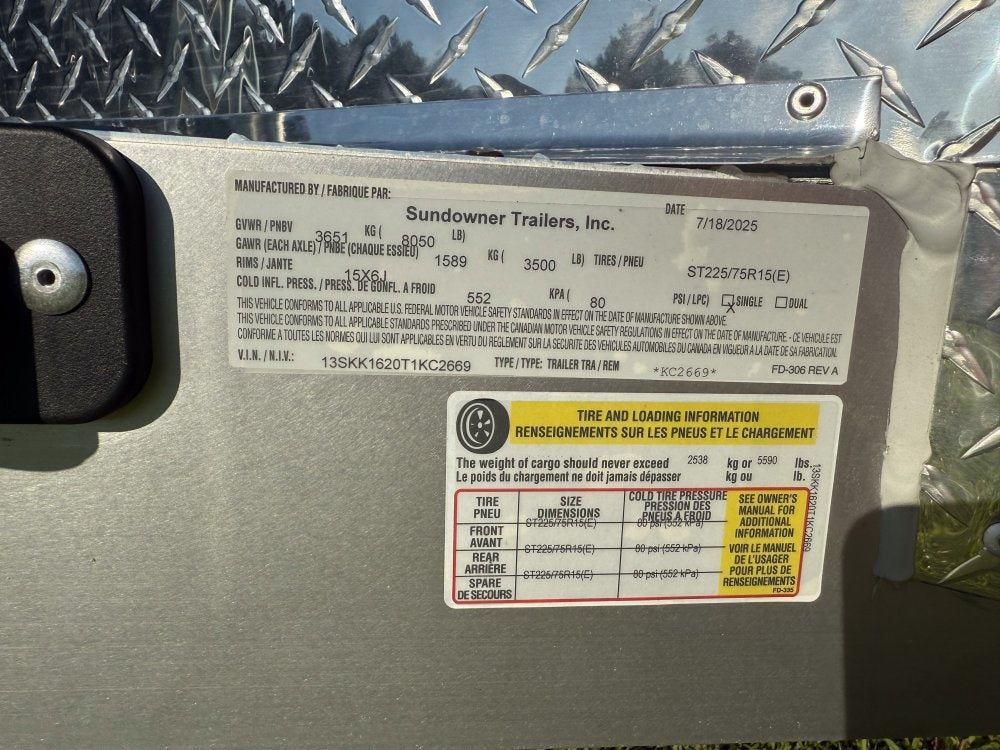 MANUFACTURED BY / FABRIQUE PAR:
Sundowner Trailers, Inc.
DATE 7/18/2025
GVWR / PNBV 3651 KG ( 8050 LB)
GAWR (EACH AXLE) / PNBE (CHAQUE ESSIEU) 1589 KG ( 3500 LB) TIRES / PNEU ST225/75R15(E)
RIMS / JANTE 15X6J
COLD INFL. PRESS. / PRESS. DE GONFL. A FROID 552 KPA ( 80 PSI / LPC) X SINGLE DUAL
THIS VEHICLE CONFORMS TO ALL APPLICABLE U.S. FEDERAL MOTOR VEHICLE SAFETY STANDARDS IN EFFECT ON THE DATE OF MANUFACTURE SHOWN ABOVE.
THIS VEHICLE CONFORMS TO ALL APPLICABLE STANDARDS PRESCRIBED UNDER THE CANADIAN MOTOR VEHICLE SAFETY REGULATIONS IN EFFECT ON THE DATE OF MANUFACTURE - CE VEHICULE EST
CONFORME A TOUTES LES NORMES QUI LUI SONT APPLICABLES EN VERTU DU REGLEMENT SUR LA SECURITE DES VEHICULES AUTOMOBILES DU CANADA EN VIGUEUR A LA DATE DE SA FABRICATION.
V.I.N. / N.I.V.: 13SKK1620T1KC2669 TYPE / TYPE: TRAILER TRA / REM *KC2669* FD-306 REV A
TIRE AND LOADING INFORMATION
RENSEIGNEMENTS SUR LES PNEUS ET LE CHARGEMENT
The weight of cargo should never exceed 2538 kg or 5590 lbs.
Le poids du chargement ne doit jamais dépasser kg ou lb.
TIRE PNEU
SIZE DIMENSIONS
COLD TIRE PRESSURE PRESSION DES PNEUS A FROID
FRONT AVANT ST225/75R15(E) 80 psi (552 kPa)
REAR ARRIÈRE ST225/75R15(E) 80 psi (552 kPa)
SPARE DE SECOURS ST225/75R15(E) 80 psi (552 kPa)
SEE OWNER'S
MANUAL FOR
ADDITIONAL
INFORMATION
VOIR LE MANUEL
DE L'USAGER
POUR PLUS DE
RENSEIGNEMENTS
FD-335
13SKK1620T1KC2669